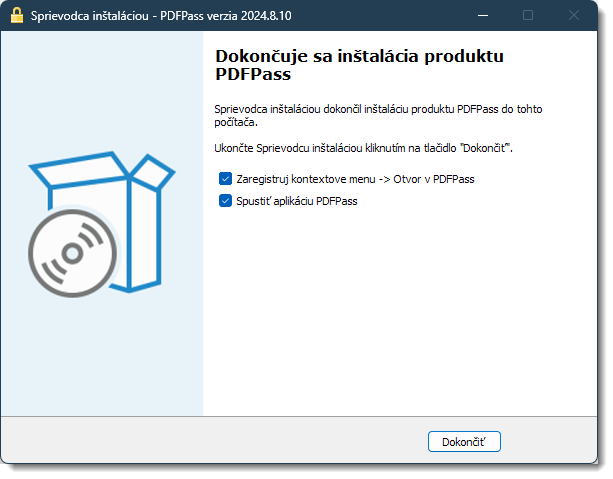 Sprievodca inštaláciou - PDFPass verzia 2024.8.10
Dokončuje sa inštalácia produktu
PDFPass
Sprievodca inštaláciou dokončil inštaláciu produktu PDFPass do tohto
počítača.
Ukončte Sprievodcu inštaláciou kliknutím na tlačidlo "Dokončiť".
Zaregistruj kontextove menu -> Otvor v PDFPass
Spustiť aplikáciu PDFPass
Dokončiť